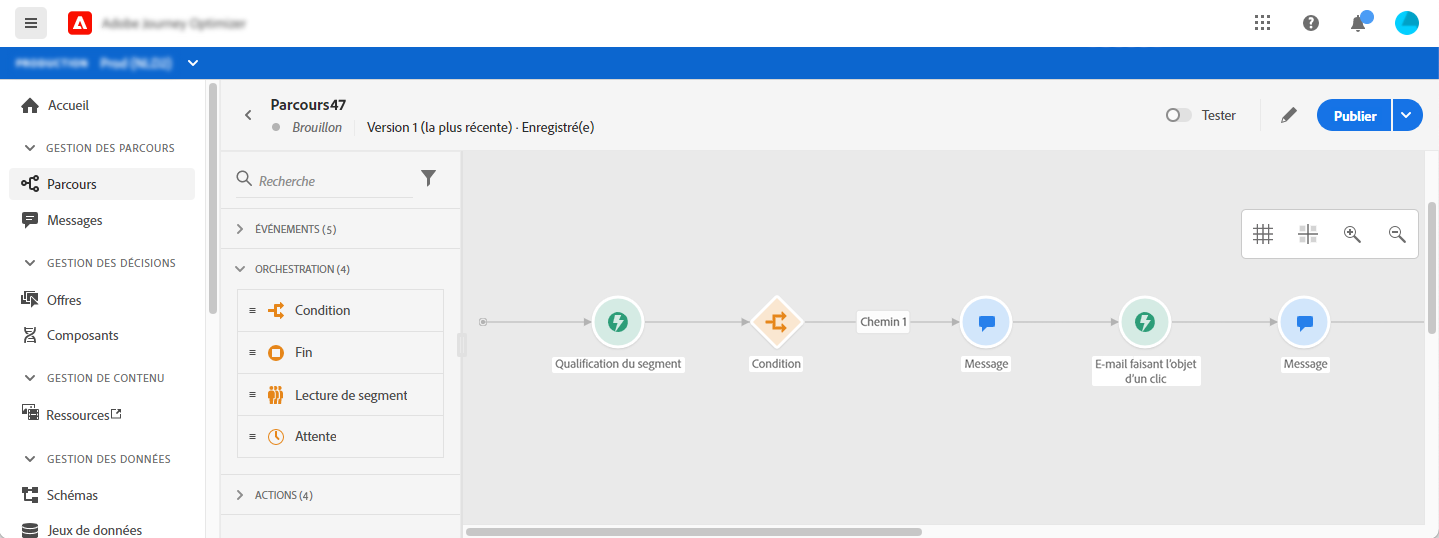 Adobe Journey Optimizer
PRODUCTION Prod (NLD2)
Accueil
GESTION DES PARCOURS
Parcours
Messages
GESTION DES DÉCISIONS
Offres
Composants
GESTION DE CONTENU
Ressources
GESTION DES DONNÉES
Schémas
Jeux de données
Parcours47
Brouillon
Version 1 (la plus récente) · Enregistré(e)
Tester
Publier
Recherche
ÉVÉNEMENTS (5)
ORCHESTRATION (4)
Condition
Fin
Lecture de segment
Attente
ACTIONS (4)
Qualification du segment
Condition
Chemin 1
Message
E-mail faisant l'objet
d'un clic
Message